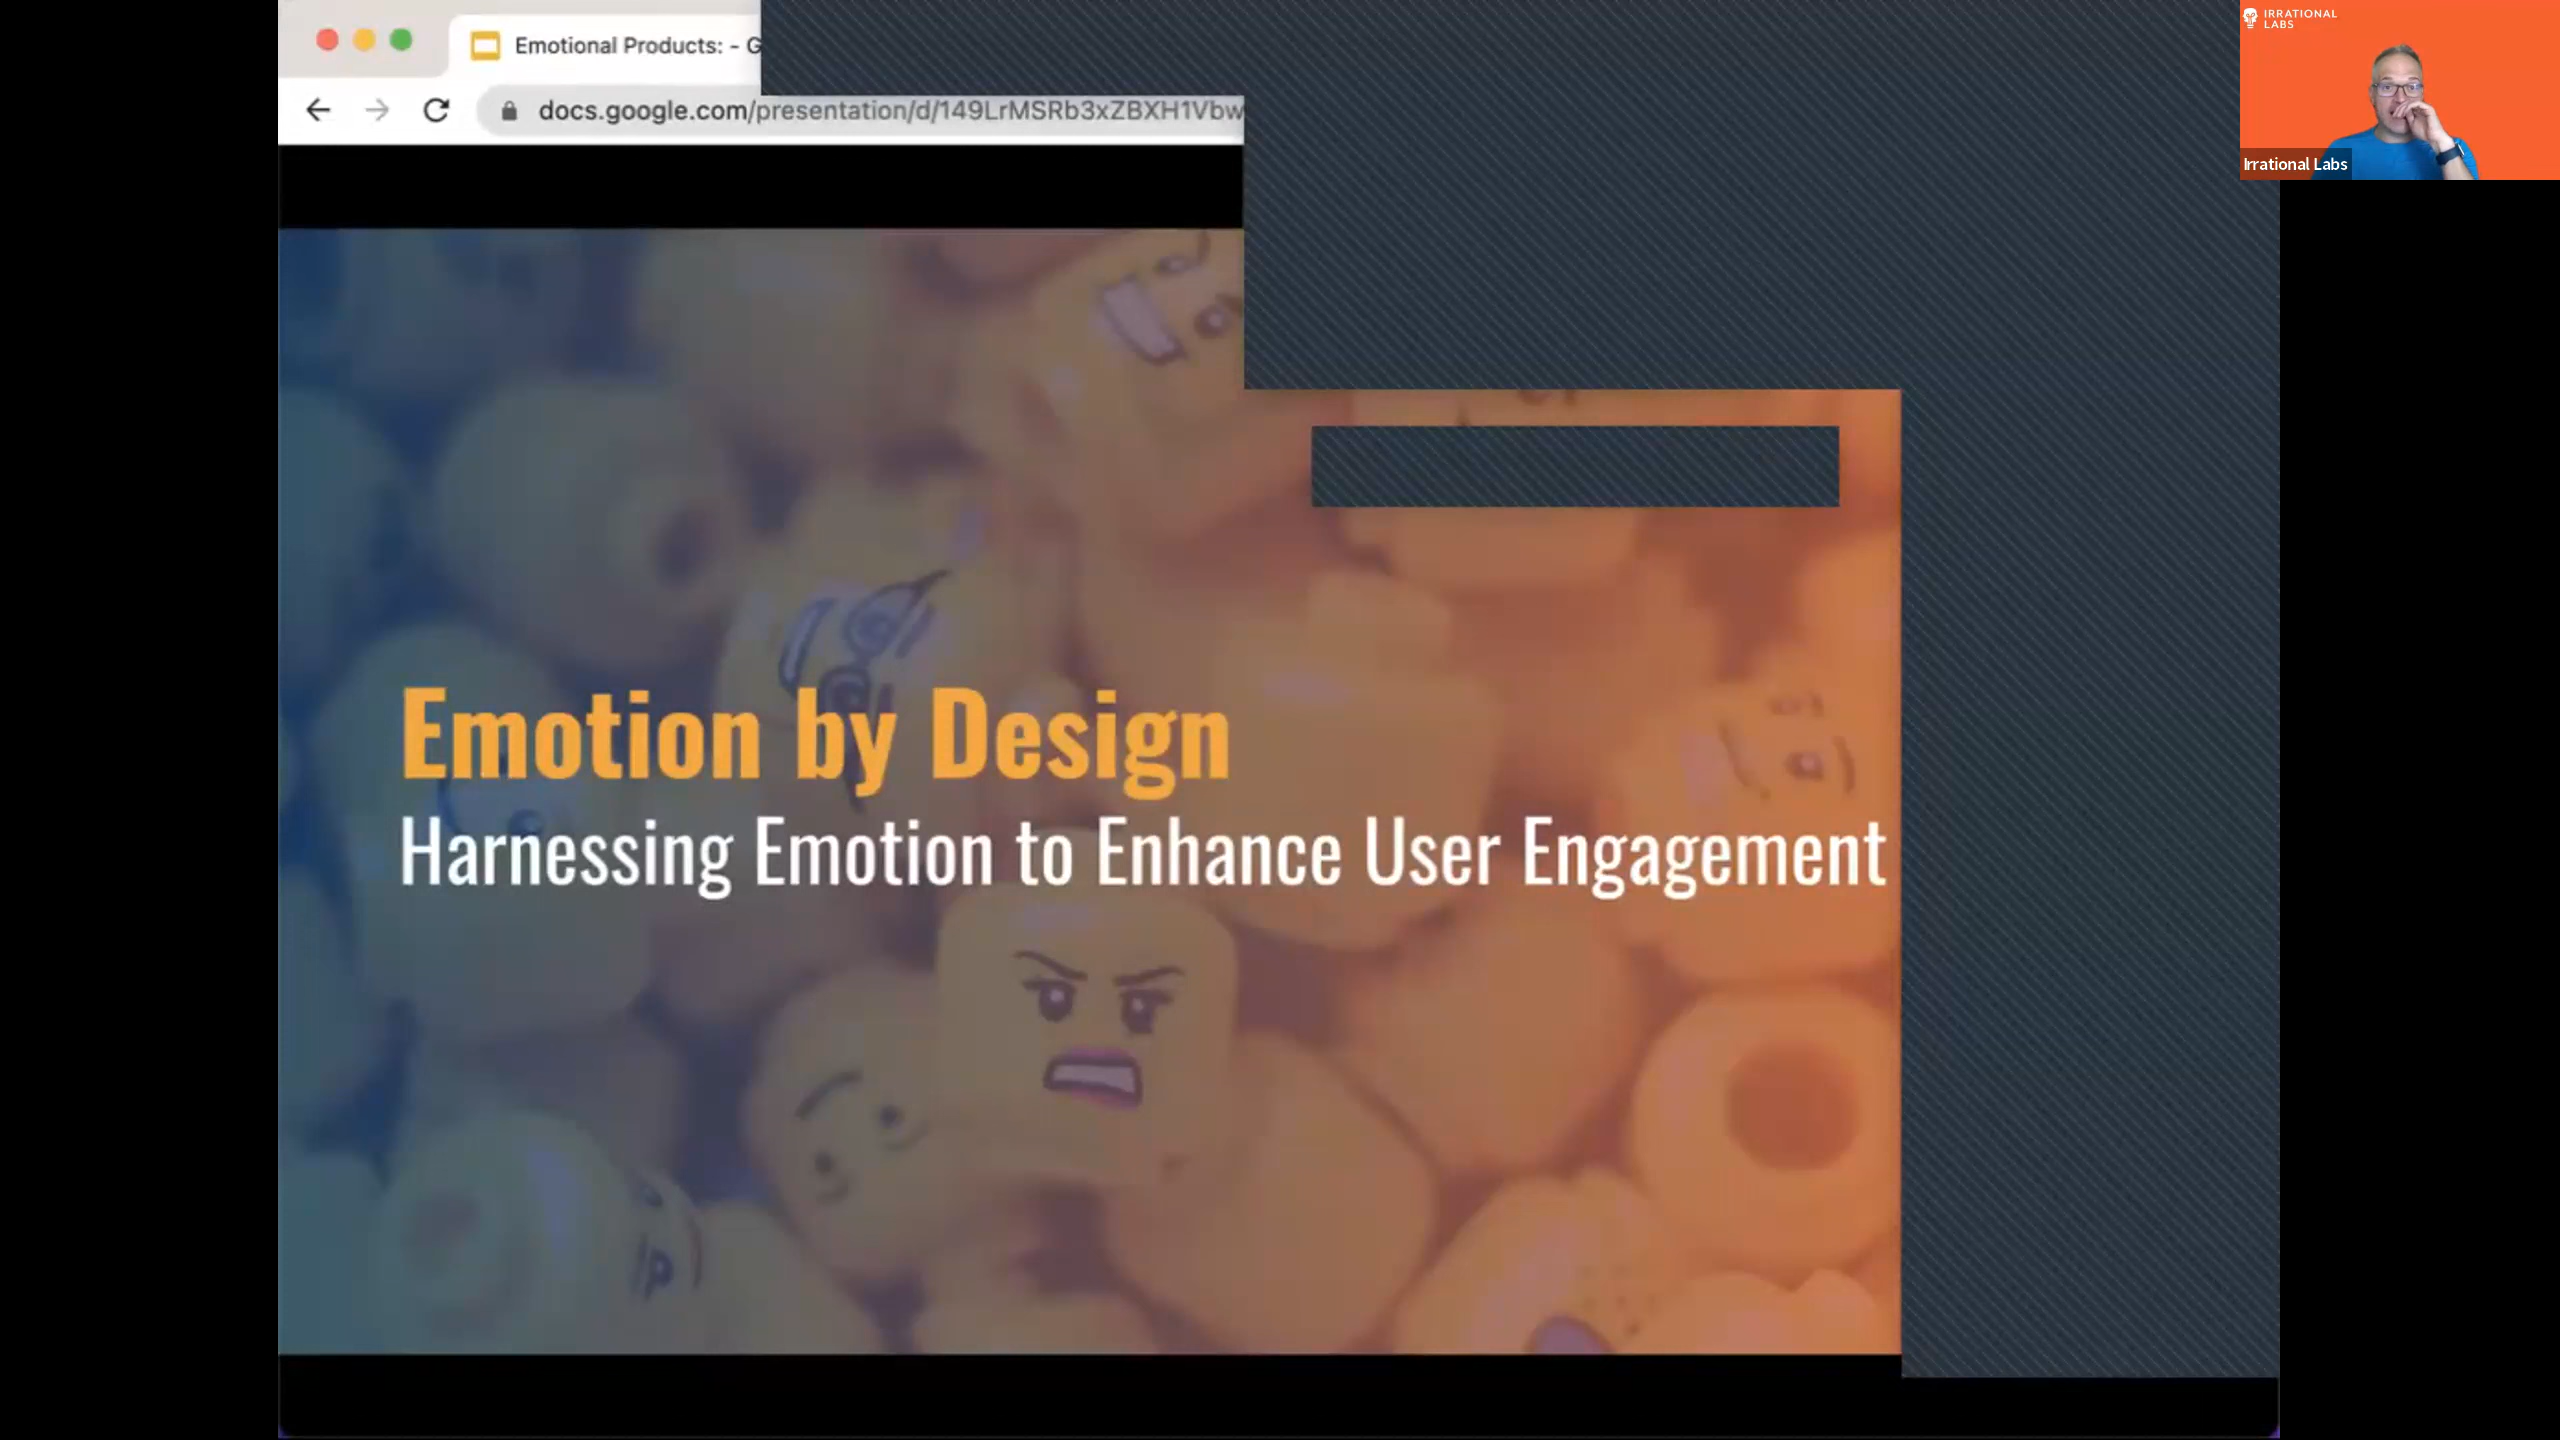 Emotional Products: - G
docs.google.com/presentation/d/149LrMSRb3xZBXH1Vbw
IRRATIONAL
LABS
Irrational Labs
Emotion by Design
Harnessing Emotion to Enhance User Engagement